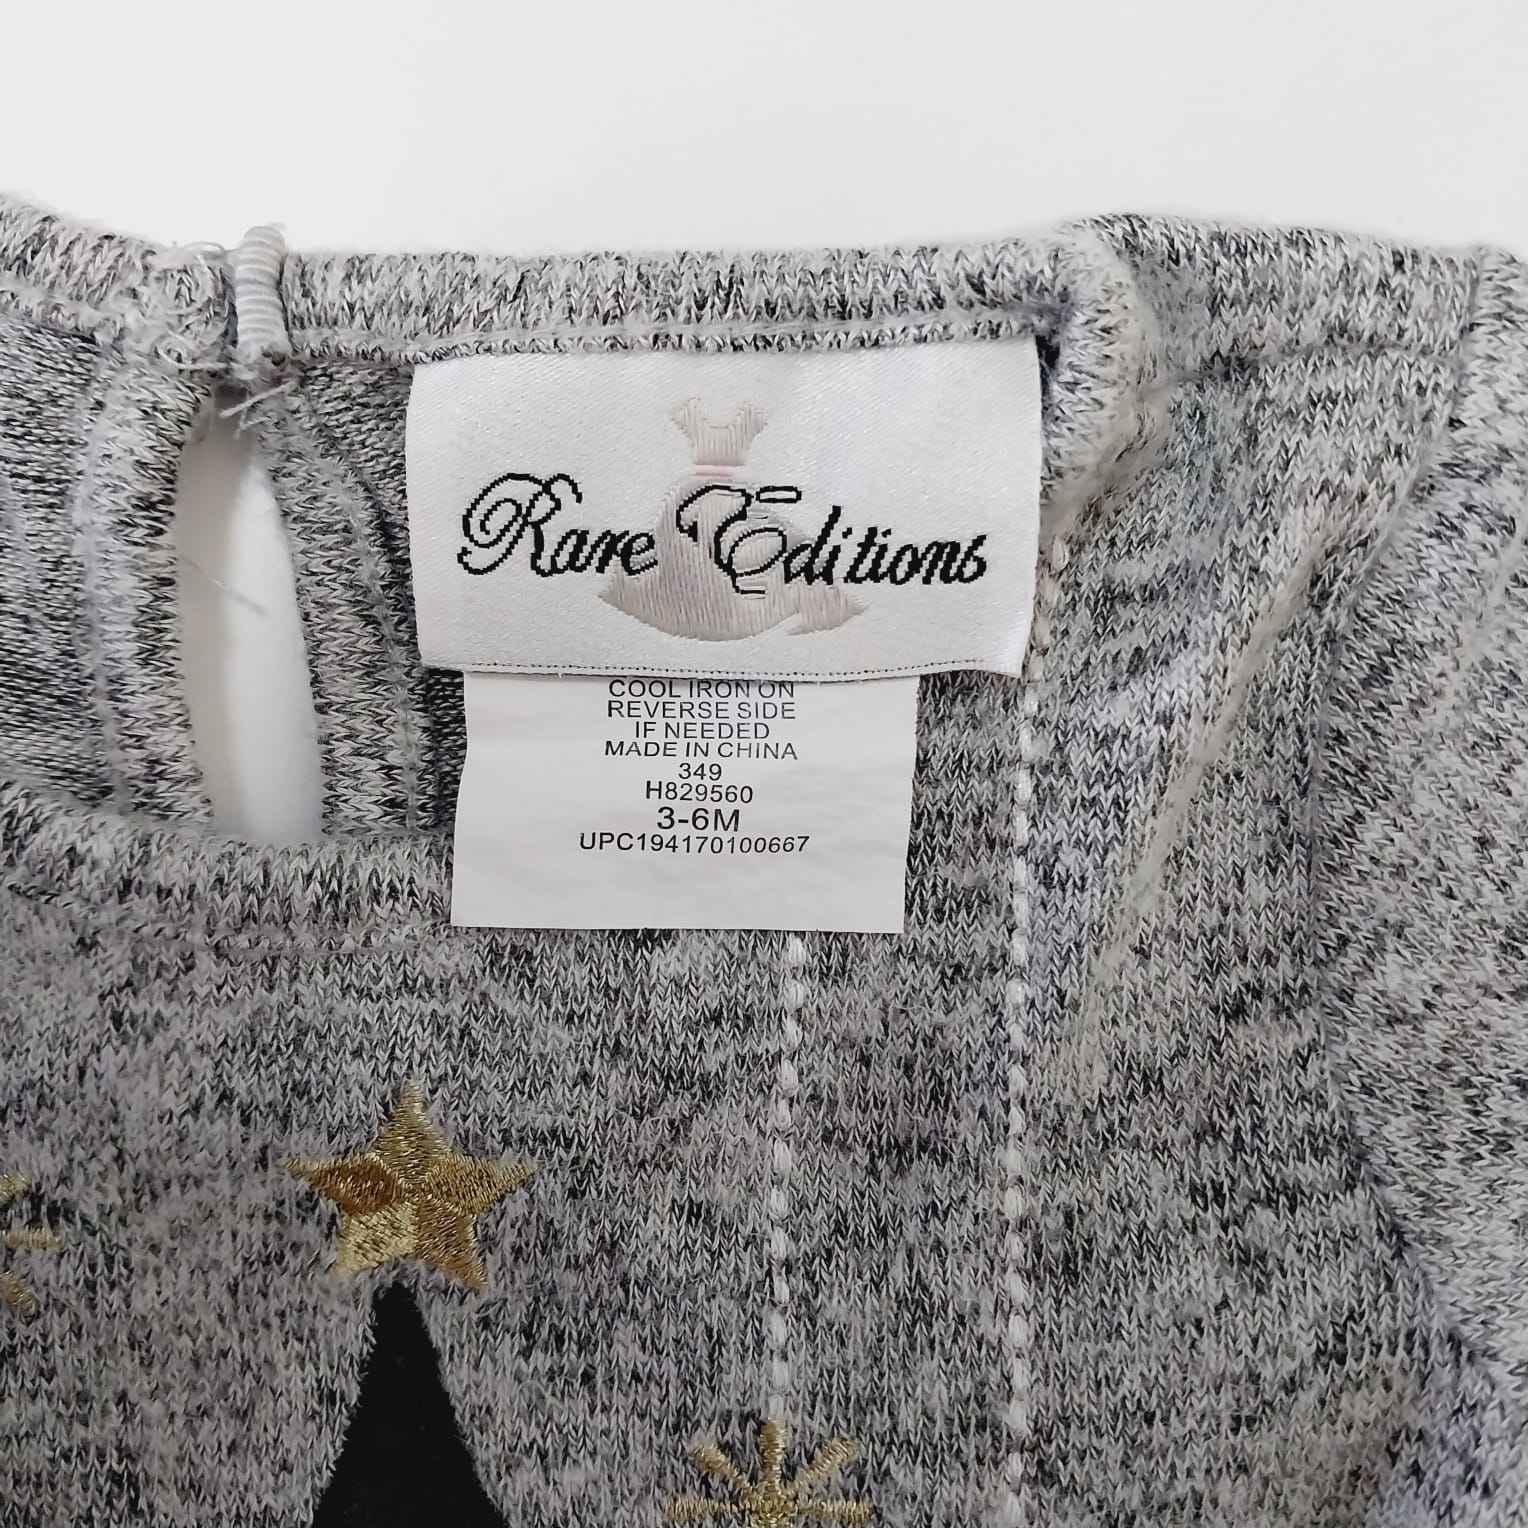 Rare Editions
COOL IRON ON
REVERSE SIDE
IF NEEDED
MADE IN CHINA
349
H829560
3-6M
UPC194170100667